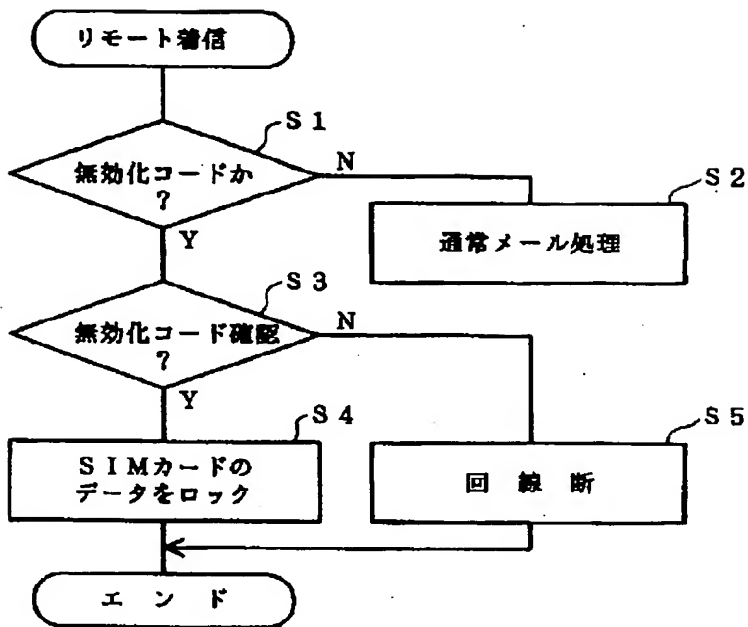 リモート着信
S1
無効化コードか
?
N
Y
S2
通常メール処理
S3
無効化コード確認
?
N
Y
S4
SIMカードの
データをロック
S5
回線断
エンド